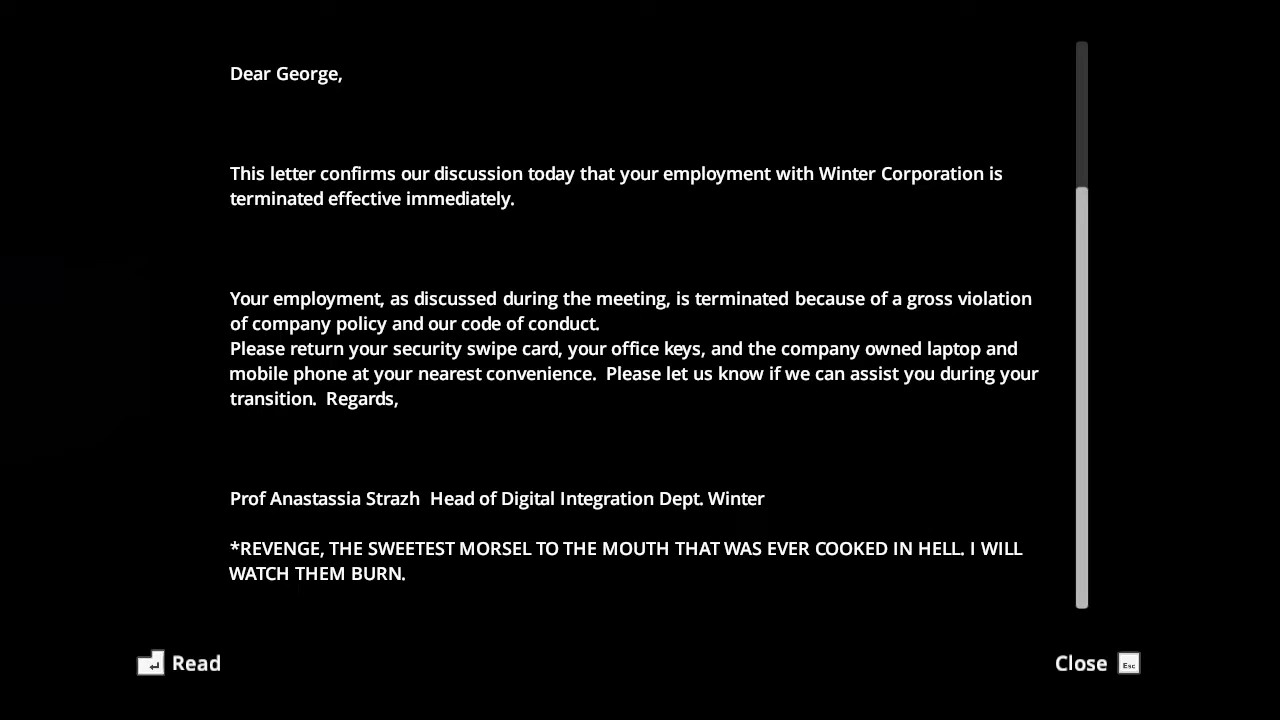 Dear George,
This letter confirms our discussion today that your employment with Winter Corporation is
terminated effective immediately.
Your employment, as discussed during the meeting, is terminated because of a gross violation
of company policy and our code of conduct.
Please return your security swipe card, your office keys, and the company owned laptop and
mobile phone at your nearest convenience.  Please let us know if we can assist you during your
transition.  Regards,
Prof Anastassia Strazh  Head of Digital Integration Dept. Winter
*REVENGE, THE SWEETEST MORSEL TO THE MOUTH THAT WAS EVER COOKED IN HELL. I WILL
WATCH THEM BURN.
Read
Close Esc